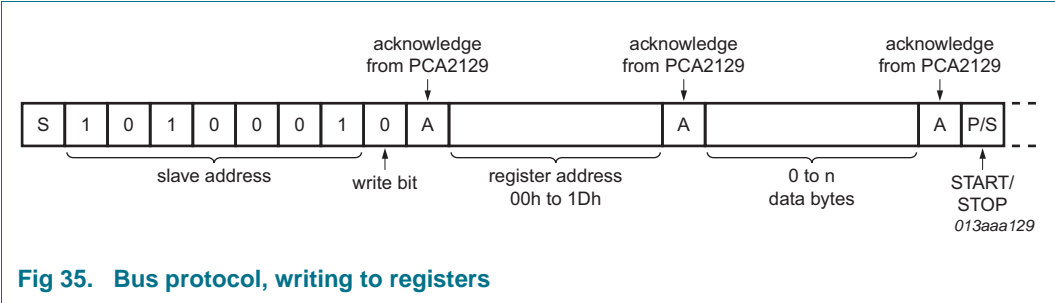 acknowledge
from PCA2129
acknowledge
from PCA2129
acknowledge
from PCA2129
S 1 0 1 0 0 0 1 0 A A A P/S
slave address
write bit
register address
00h to 1Dh
0 to n
data bytes
START/
STOP
013aaa129
Fig 35. Bus protocol, writing to registers